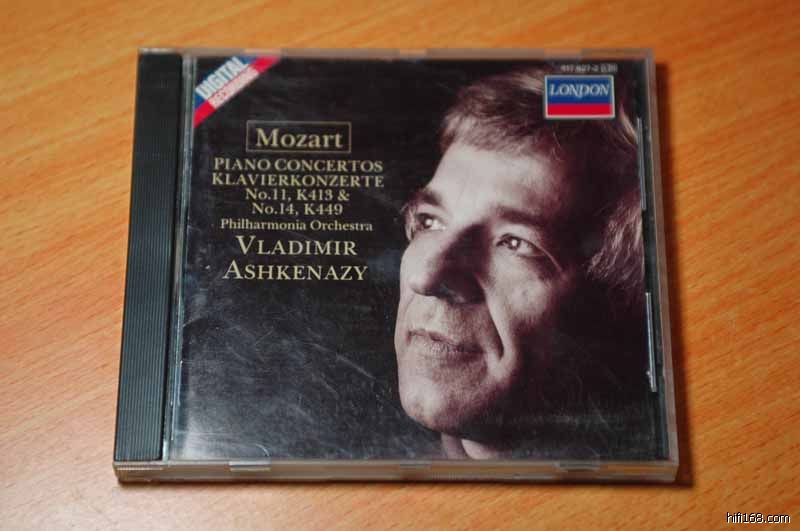 DIGITAL
RECORDING
LONDON
Mozart
PIANO CONCERTOS
KLAVIERKONZERTE
No.11, K413 &
No.14, K449
Philharmonia Orchestra
VLADIMIR
ASHKENAZY
hifi168.com